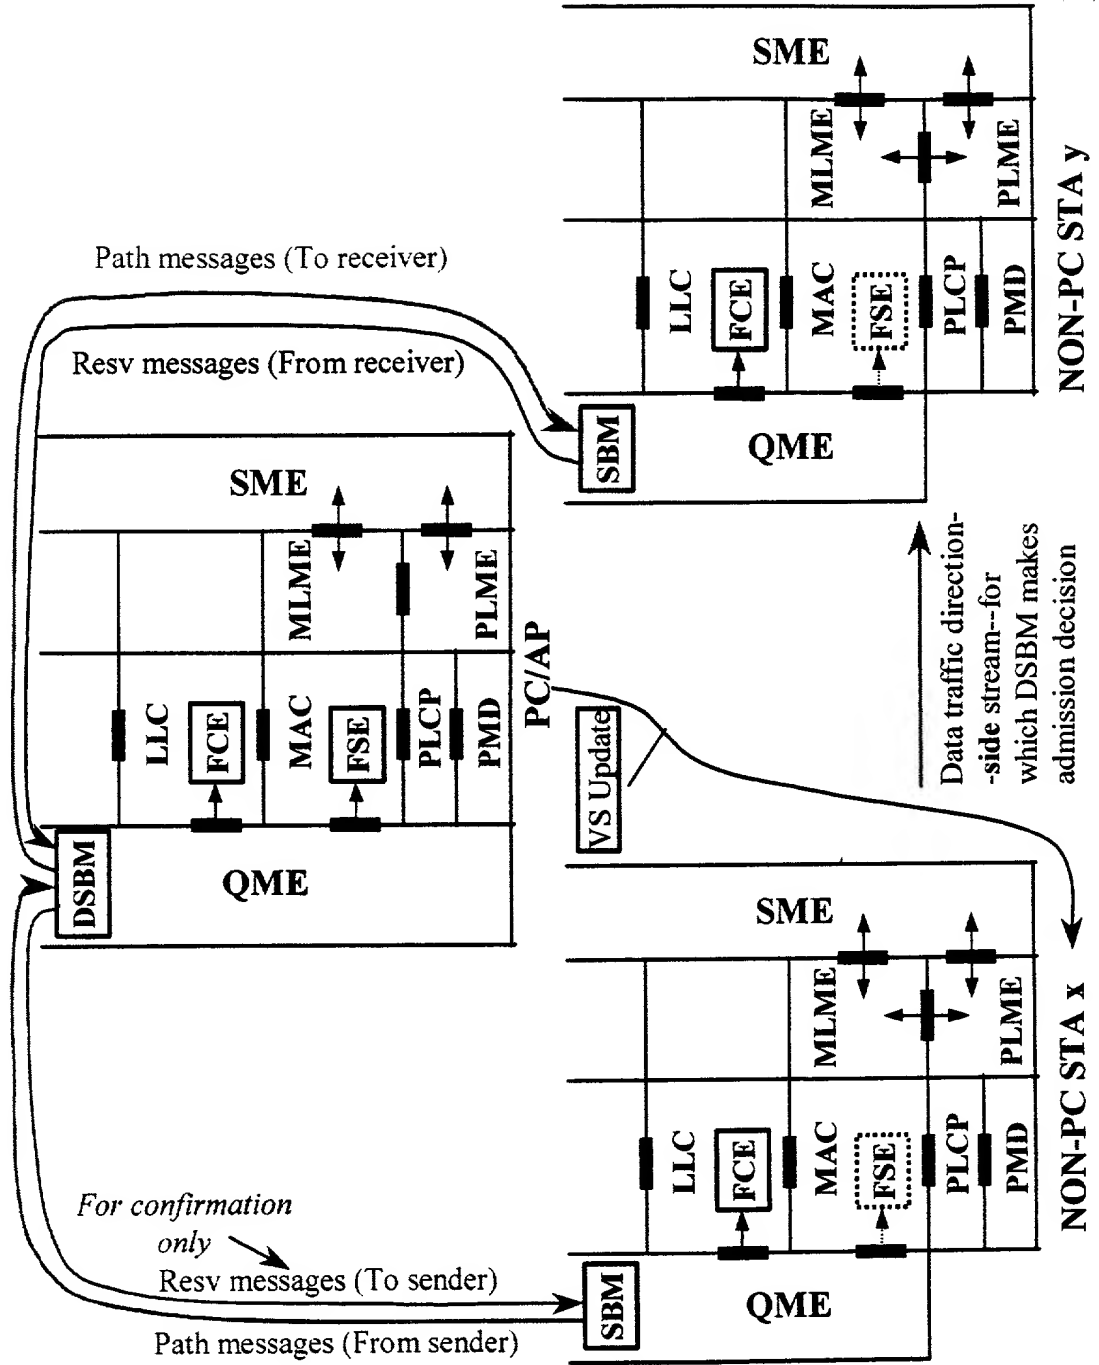 SME
MLME
PLME
LLC
FCE
MAC
FSE
PLCP
PMD
NON-PC STA y
SBM
QME
Path messages (To receiver)
Resv messages (From receiver)
SME
MLME
PLME
LLC
FCE
MAC
FSE
PLCP
PMD
PC/AP
DSBM
QME
VS Update
Data traffic direction-
-side stream--for
which DSBM makes
admission decision
SME
MLME
PLME
LLC
FCE
MAC
FSE
PLCP
PMD
NON-PC STA x
SBM
QME
For confirmation
only
Resv messages (To sender)
Path messages (From sender)